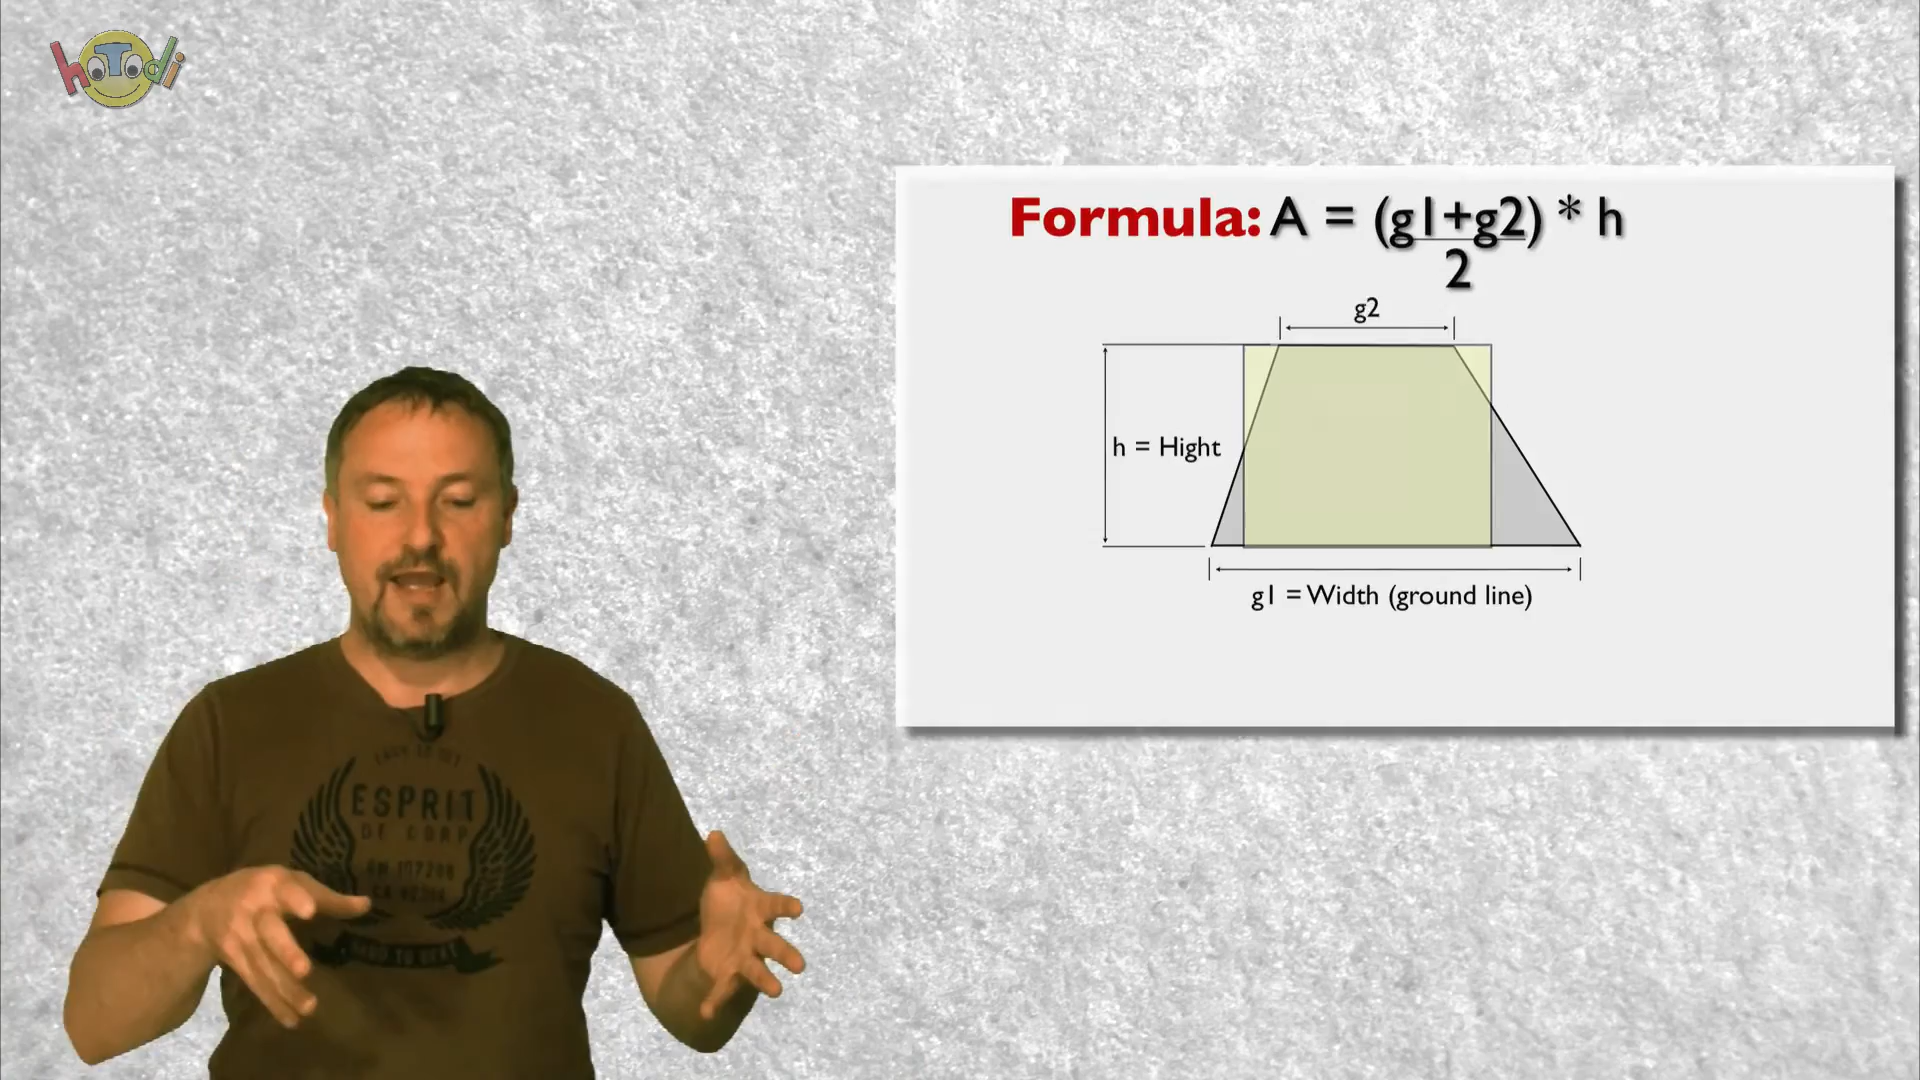 hoTodi
Formula: A = (g1+g2) * h
2
g2
h = Hight
g1 = Width (ground line)
ESPRIT
DE CORP